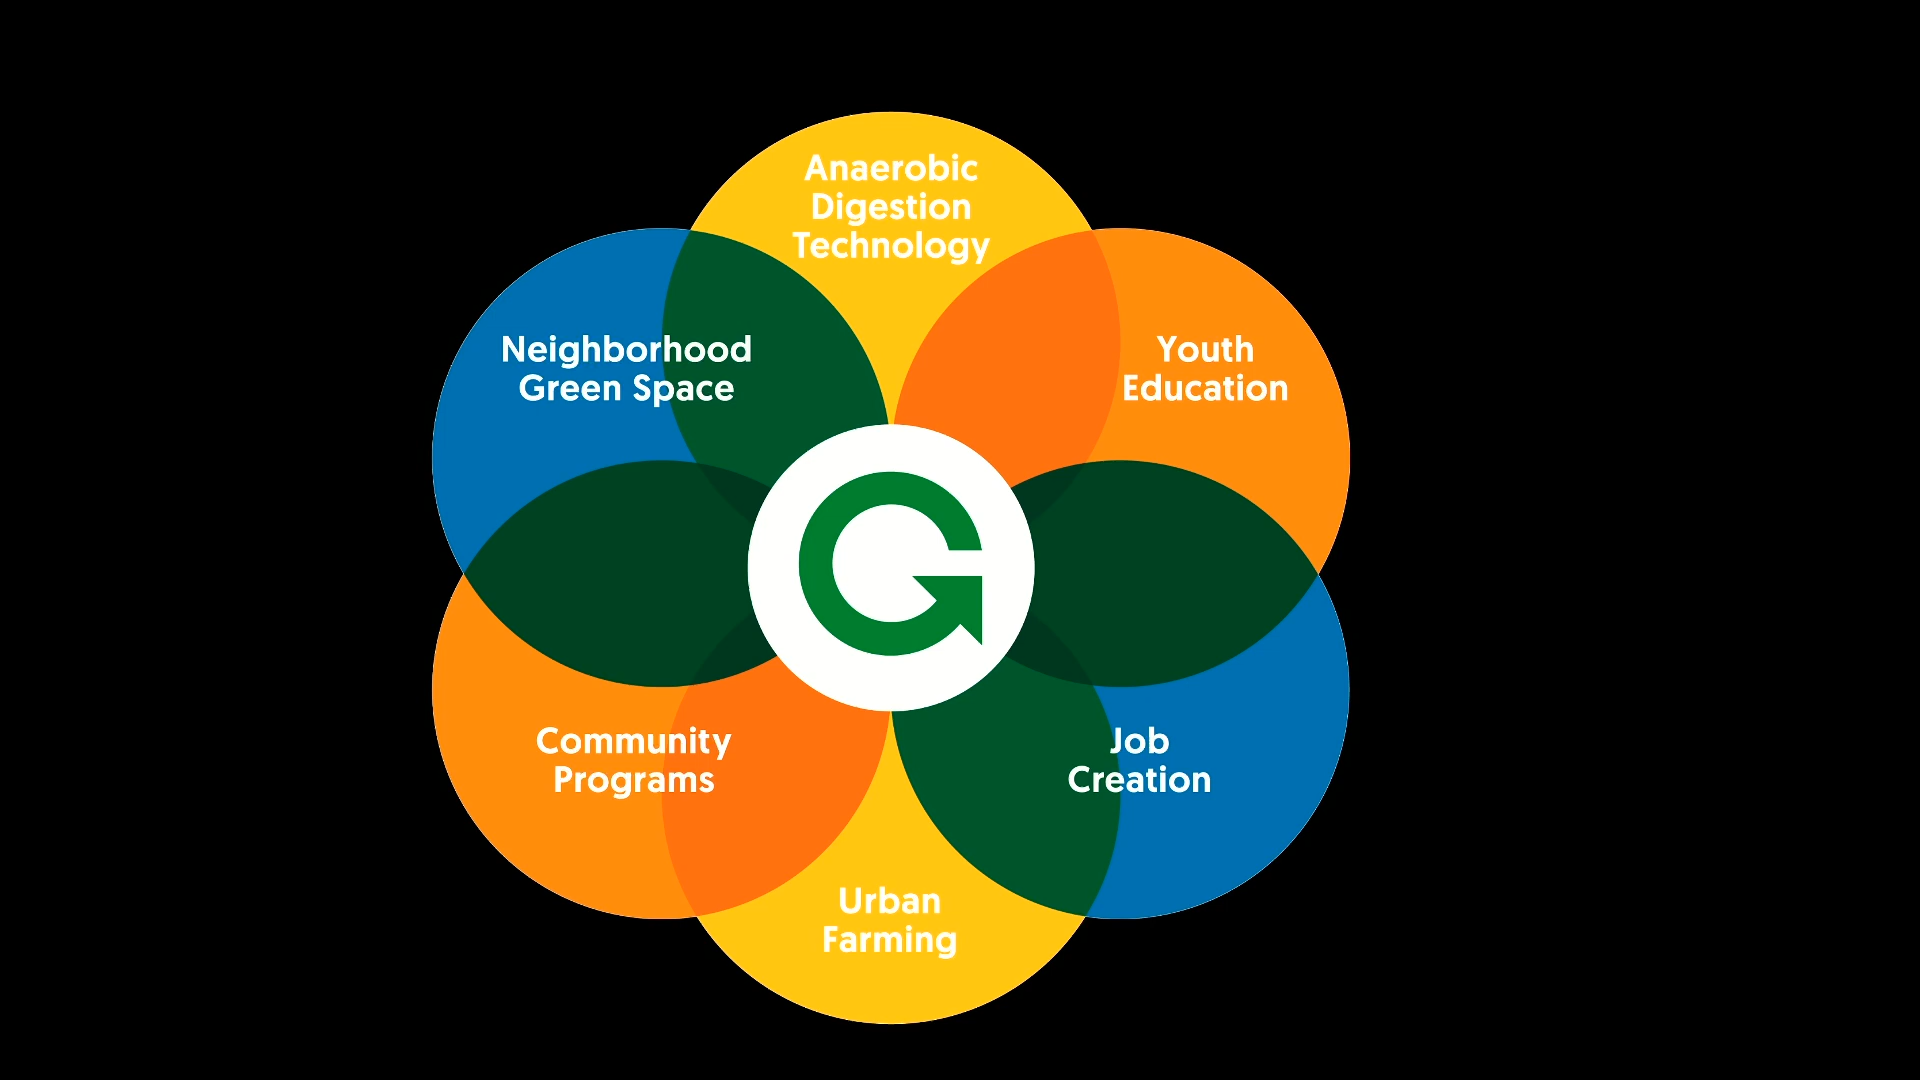 Anaerobic
Digestion
Technology
Neighborhood
Green Space
Youth
Education
Community
Programs
Job
Creation
Urban
Farming